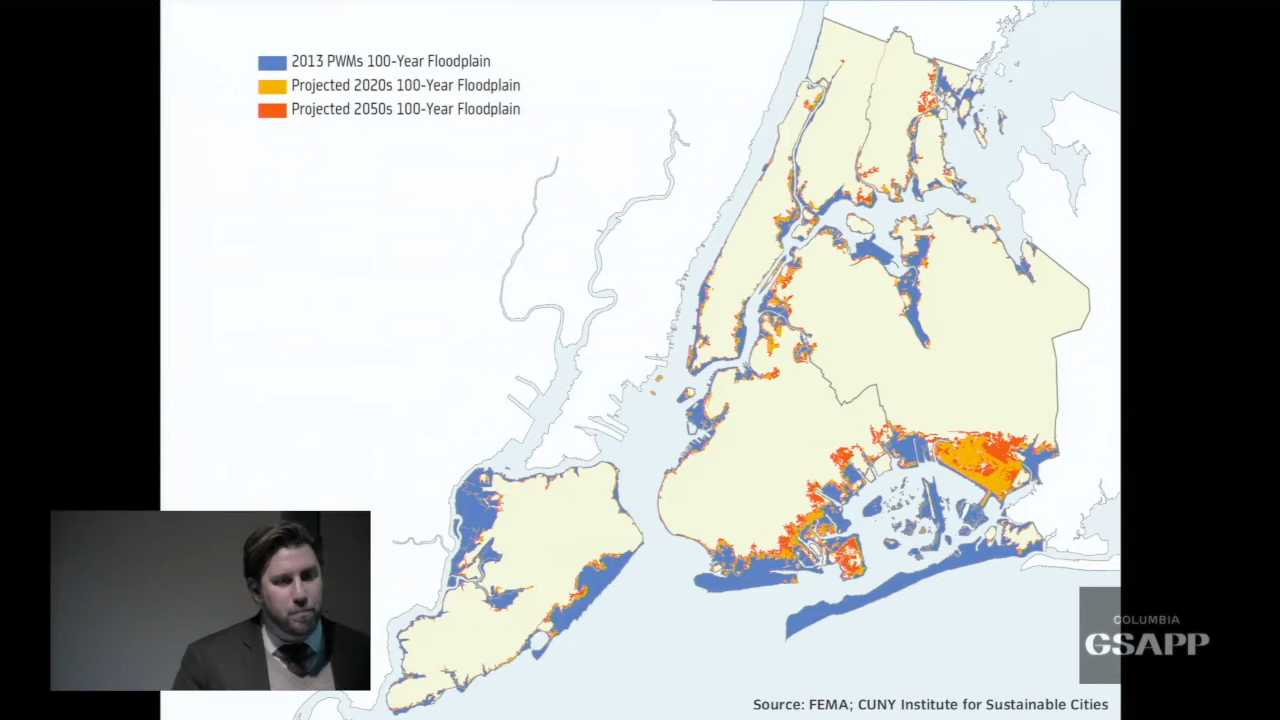 2013 PWMs 100-Year Floodplain
Projected 2020s 100-Year Floodplain
Projected 2050s 100-Year Floodplain
COLUMBIA
GSAPP
Source: FEMA; CUNY Institute for Sustainable Cities